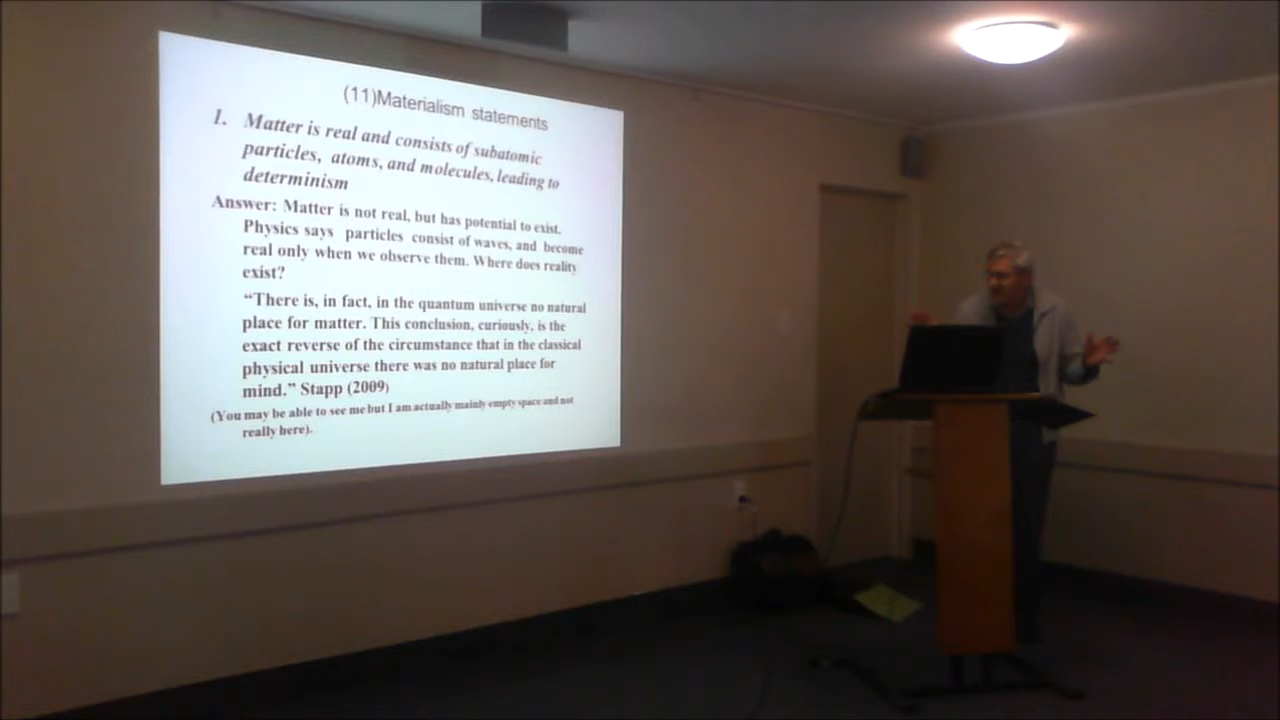 (11)Materialism statements
1. Matter is real and consists of subatomic
particles, atoms, and molecules, leading to
determinism
Answer: Matter is not real, but has potential to exist.
Physics says particles consist of waves, and become
real only when we observe them. Where does reality
exist?
“There is, in fact, in the quantum universe no natural
place for matter. This conclusion, curiously, is the
exact reverse of the circumstance that in the classical
physical universe there was no natural place for
mind.” Stapp (2009)
(You may be able to see me but I am actually mainly empty space and not
really here).